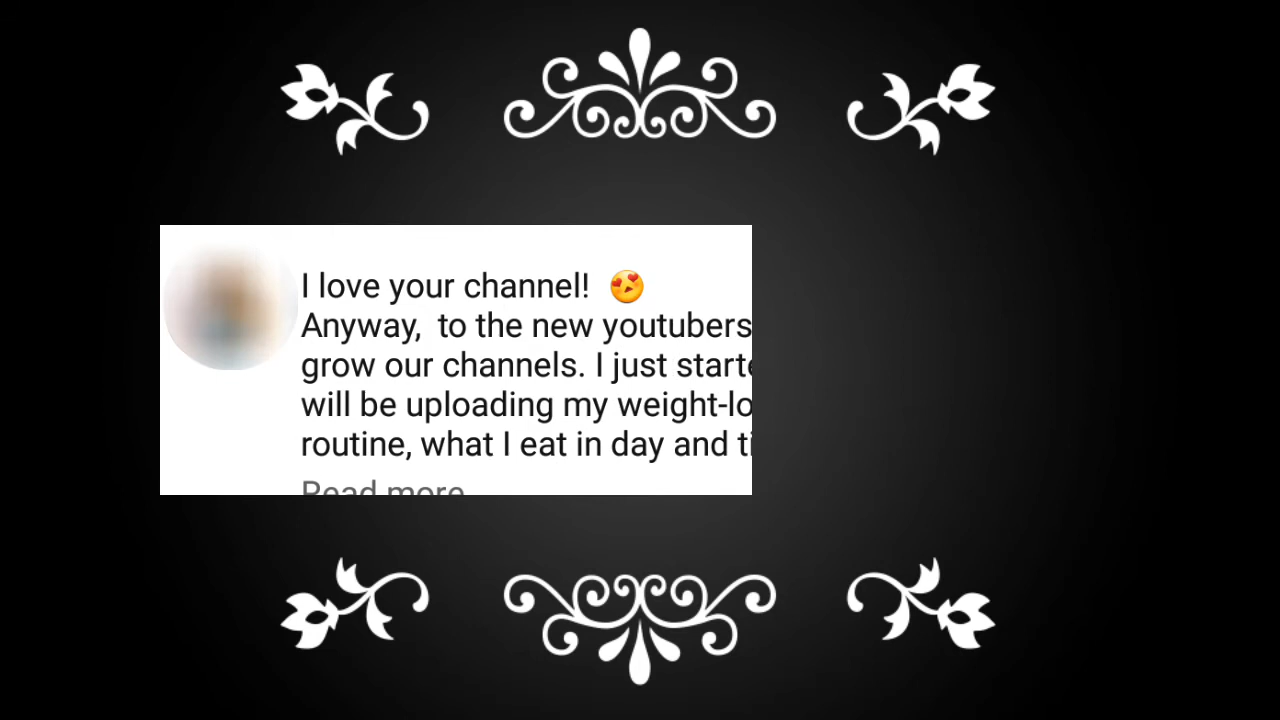 I love your channel! 😍
Anyway, to the new youtubers
grow our channels. I just starte
will be uploading my weight-lo
routine, what I eat in day and ti
Read more